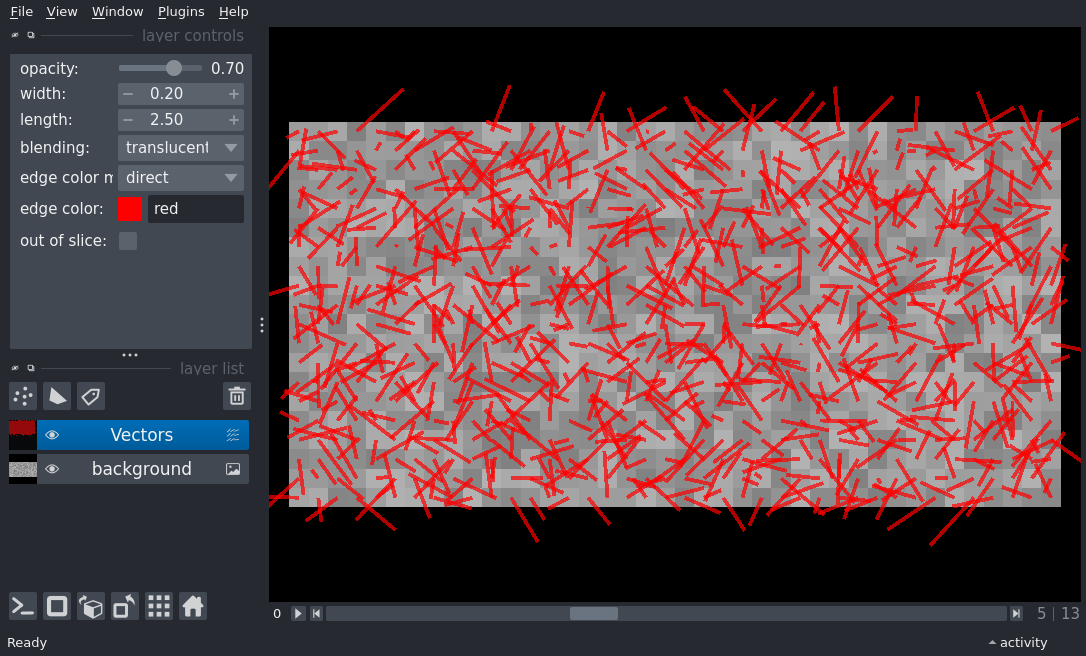 File View Window Plugins Help
layer controls
opacity: 0.70
width: − 0.20 +
length: − 2.50 +
blending: translucent
edge color m direct
edge color: red
out of slice:
layer list
Vectors
background
0 5 | 13
Ready
activity